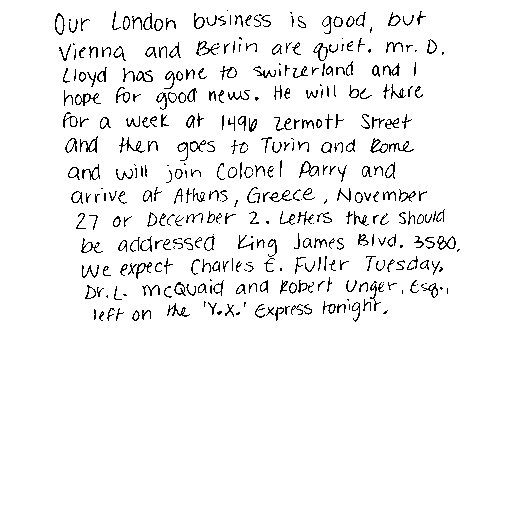 Our London business is good, but
Vienna and Berlin are quiet. Mr. D.
Lloyd has gone to Switzerland and I
hope for good news. He will be there
for a week at 1496 Zermott Street
and then goes to Turin and Rome
and will join Colonel Parry and
arrive at Athens, Greece, November
27 or December 2. Letters there should
be addressed King James Blvd. 3580.
We expect Charles E. Fuller Tuesday.
Dr. L. McQuaid and Robert Unger, Esq.,
left on the 'Y.X.' Express tonight.